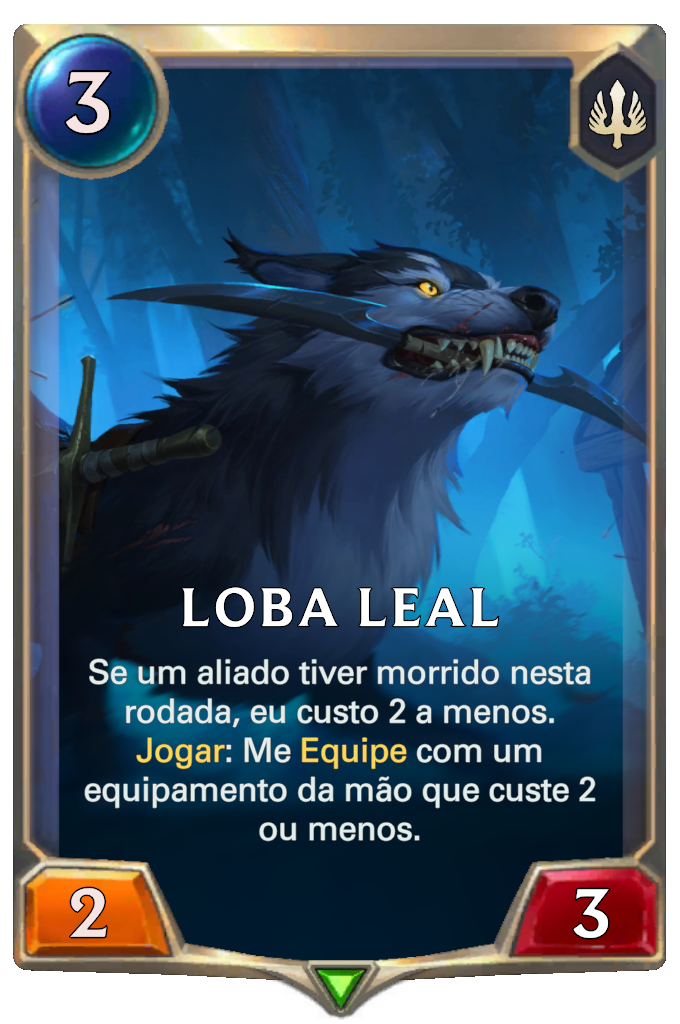 3
LOBA LEAL
Se um aliado tiver morrido nesta
rodada, eu custo 2 a menos.
Jogar: Me Equipe com um
equipamento da mão que custe 2
ou menos.
2
3